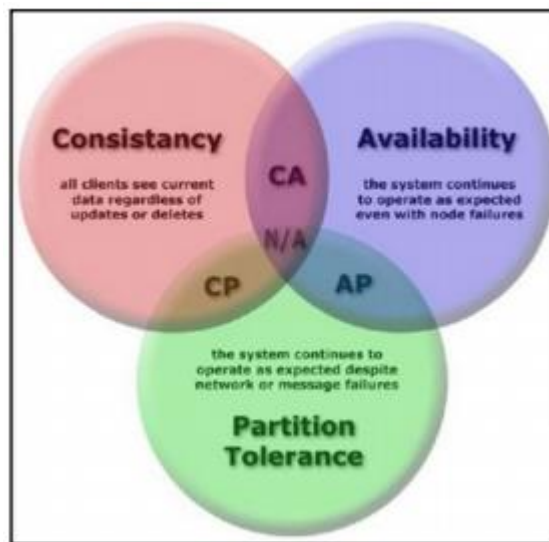 Consistancy
all clients see current
data regardless of
updates or deletes
Availability
the system continues
to operate as expected
even with node failures
CA
N/A
CP
AP
the system continues to
operate as expected despite
network or message failures
Partition
Tolerance